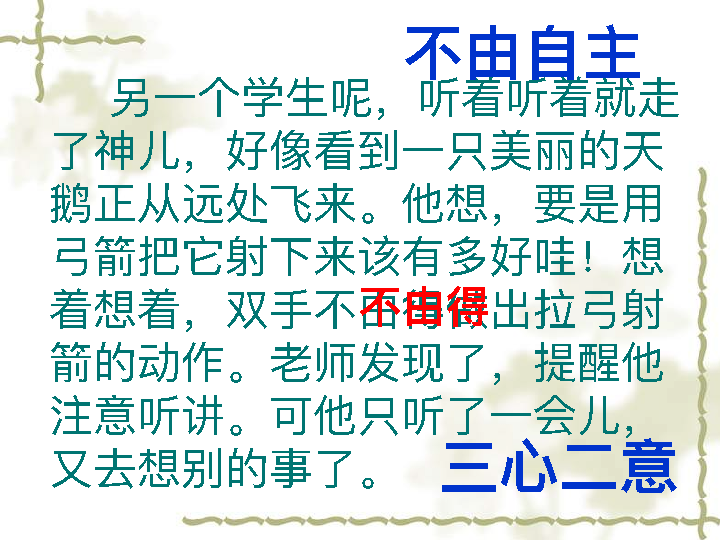 不由自主
另一个学生呢，听着听着就走
了神儿，好像看到一只美丽的天
鹅正从远处飞来。他想，要是用
弓箭把它射下来该有多好哇！想
着想着，双手不由得做出拉弓射
不由得
箭的动作。老师发现了，提醒他
注意听讲。可他只听了一会儿，
又去想别的事了。
三心二意